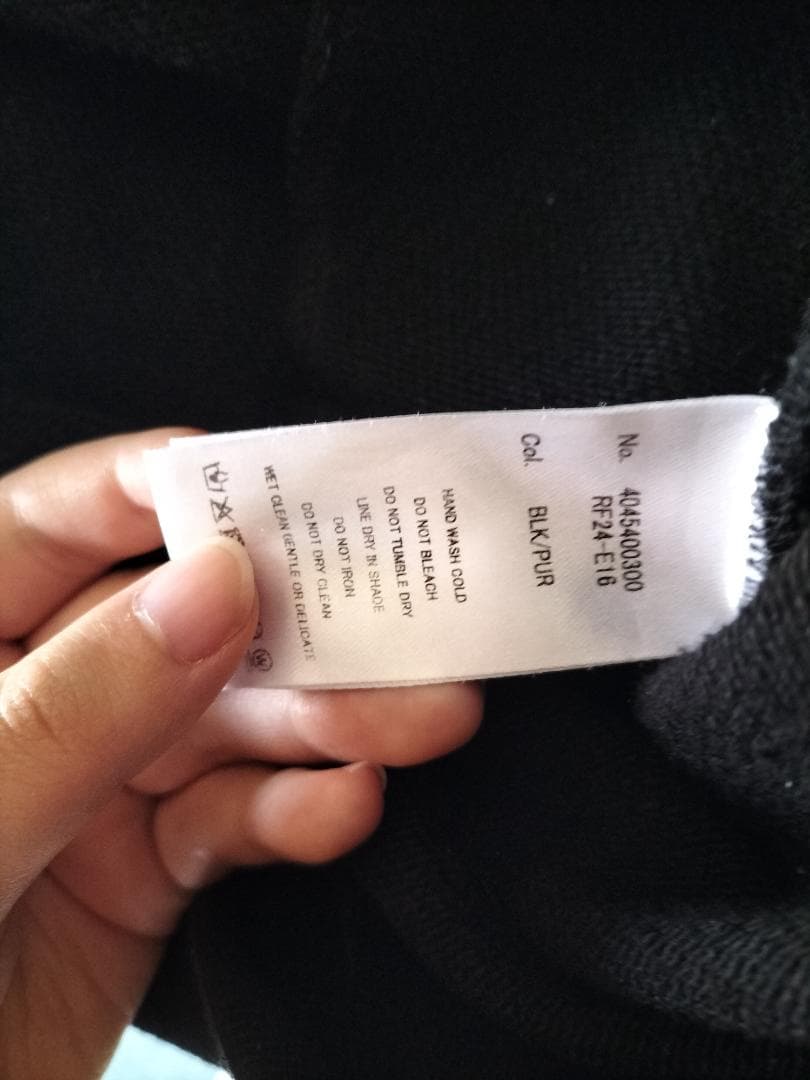 No. 4045400300
RF24-E16
Col. BLK/PUR
HAND WASH COLD
DO NOT BLEACH
DO NOT TUMBLE DRY
LINE DRY IN SHADE
DO NOT IRON
DO NOT DRY CLEAN
WET CLEAN GENTLE OR DELICATE
W